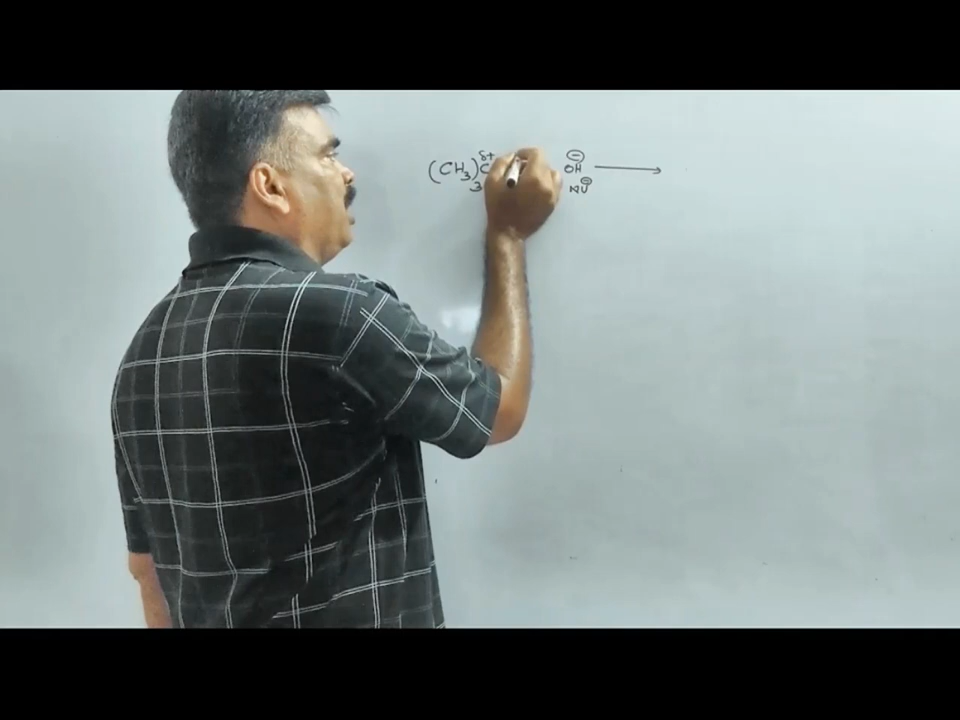 δ+ ⊖
(CH3)3C OH ⟶
Nu⊖